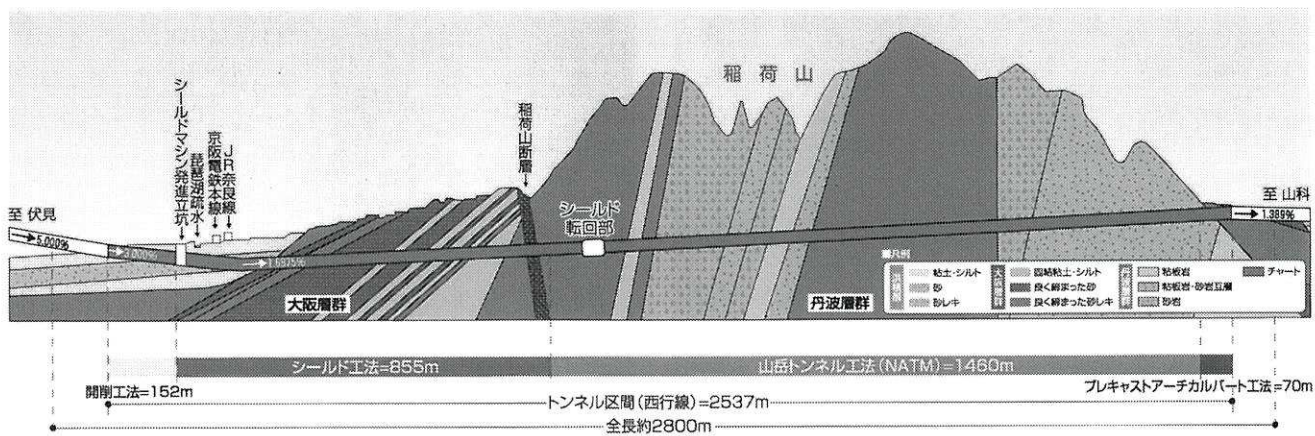 稲荷山
シールドマシン発進立坑
琵琶湖疏水
京阪電鉄本線
JR奈良線
稲荷山断層
至 伏見
至 山科
シールド
転回部
5.000%
3.000%
1.389%
■凡例
粘土・シルト
砂
砂レキ
固結粘土・シルト
良く締まった砂
良く締まった砂レキ
粘板岩
粘板岩・砂岩互層
砂岩
チャート
大阪層群
丹波層群
シールド工法=855m
山岳トンネル工法(NATM)=1460m
開削工法=152m
プレキャストアーチカルバート工法=70m
トンネル区間(西行線)=2537m
全長約2800m